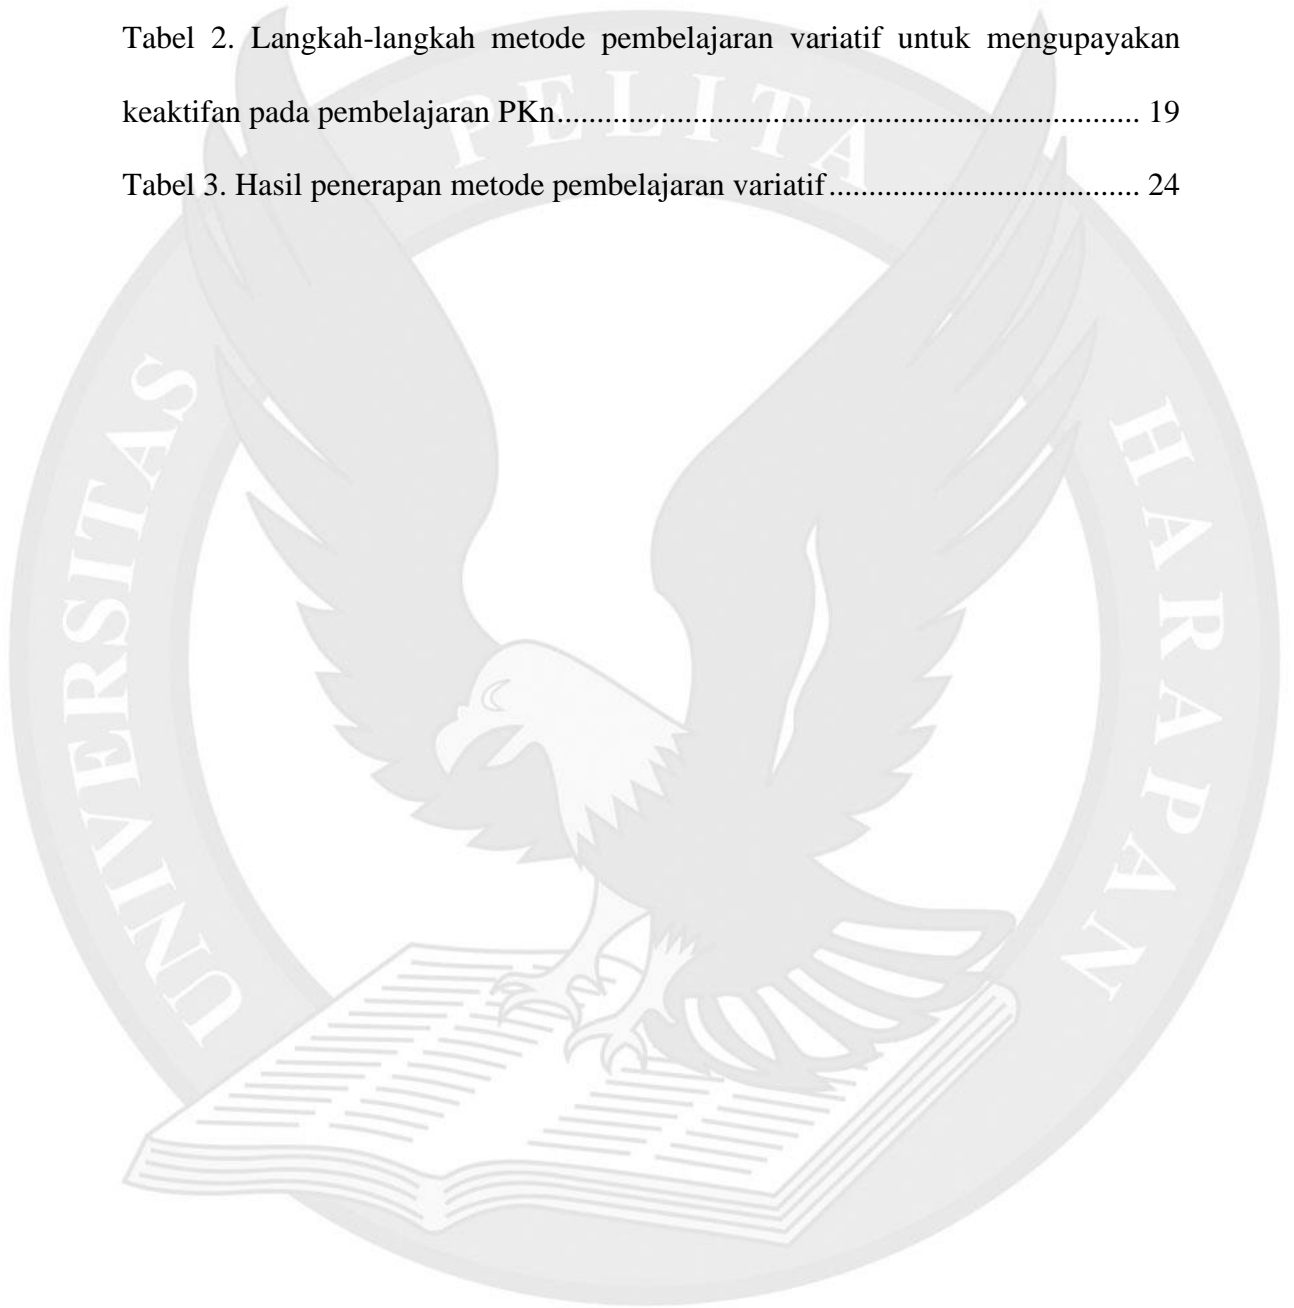 Tabel 2. Langkah-langkah metode pembelajaran variatif untuk mengupayakan
keaktifan pada pembelajaran PKn......................................................................... 19
Tabel 3. Hasil penerapan metode pembelajaran variatif....................................... 24
UNIVERSITAS PELITA HARAPAN